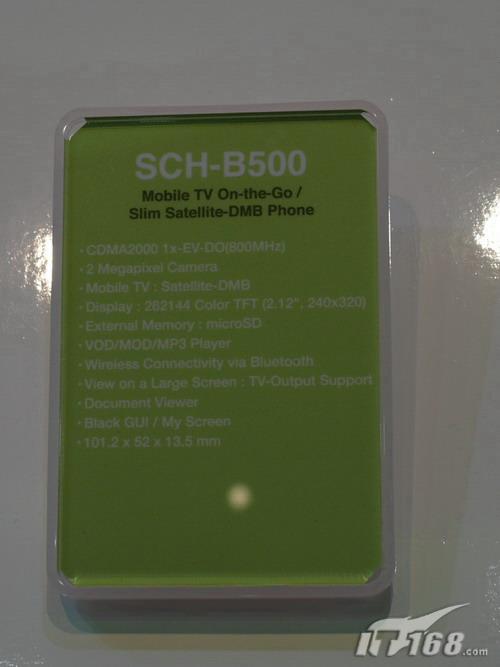 SCH-B500
Mobile TV On-the-Go /
Slim Satellite-DMB Phone
· CDMA2000 1x-EV-DO(800MHz)
· 2 Megapixel Camera
· Mobile TV : Satellite-DMB
· Display : 262144 Color TFT (2.12", 240x320)
· External Memory : microSD
· VOD/MOD/MP3 Player
· Wireless Connectivity via Bluetooth
· View on a Large Screen : TV-Output Support
· Document Viewer
· Black GUI / My Screen
· 101.2 x 52 x 13.5 mm
IT168.com